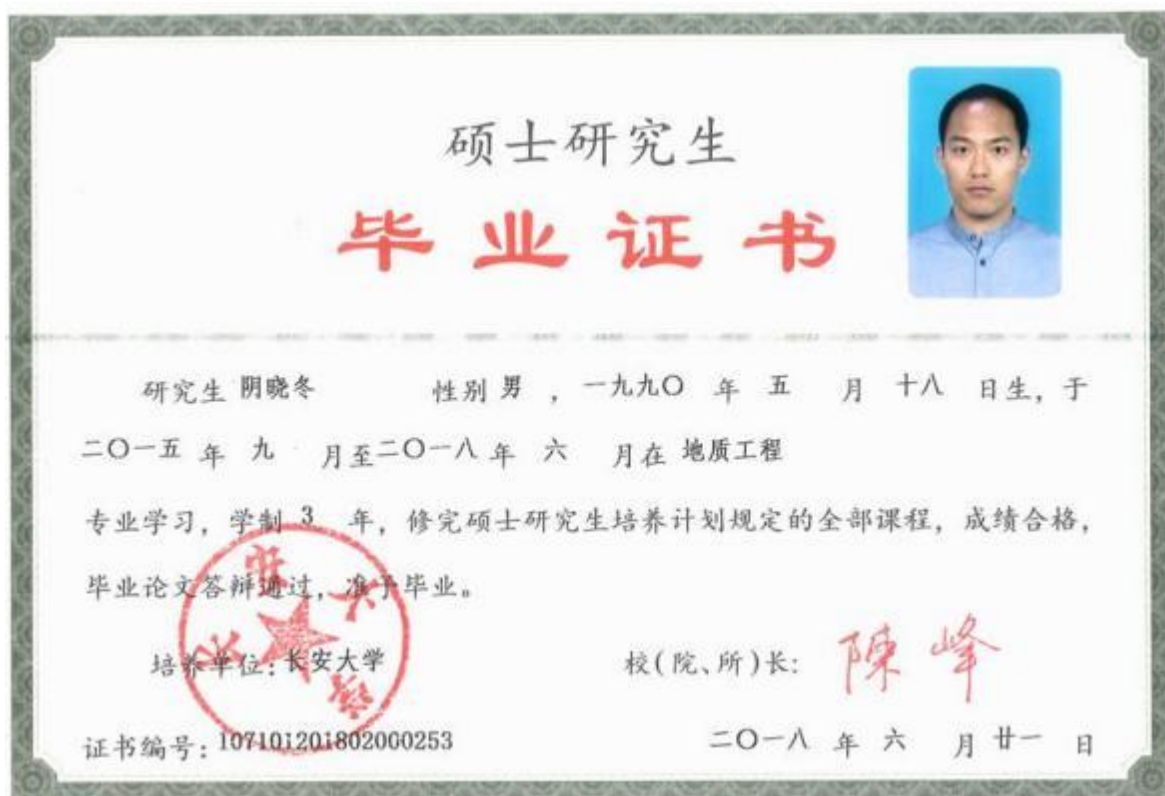 硕士研究生
毕业证书
研究生 阴晓冬 性别 男 ，一九九〇 年 五 月 十八 日生，于
二〇一五 年 九 月至二〇一八 年 六 月在 地质工程
专业学习，学制 3 年，修完硕士研究生培养计划规定的全部课程，成绩合格，
毕业论文答辩通过，准予毕业。
长安大学
培养单位：长安大学 校(院、所)长： 陳峰
证书编号：107101201802000253 二〇一八 年 六 月 廿一 日